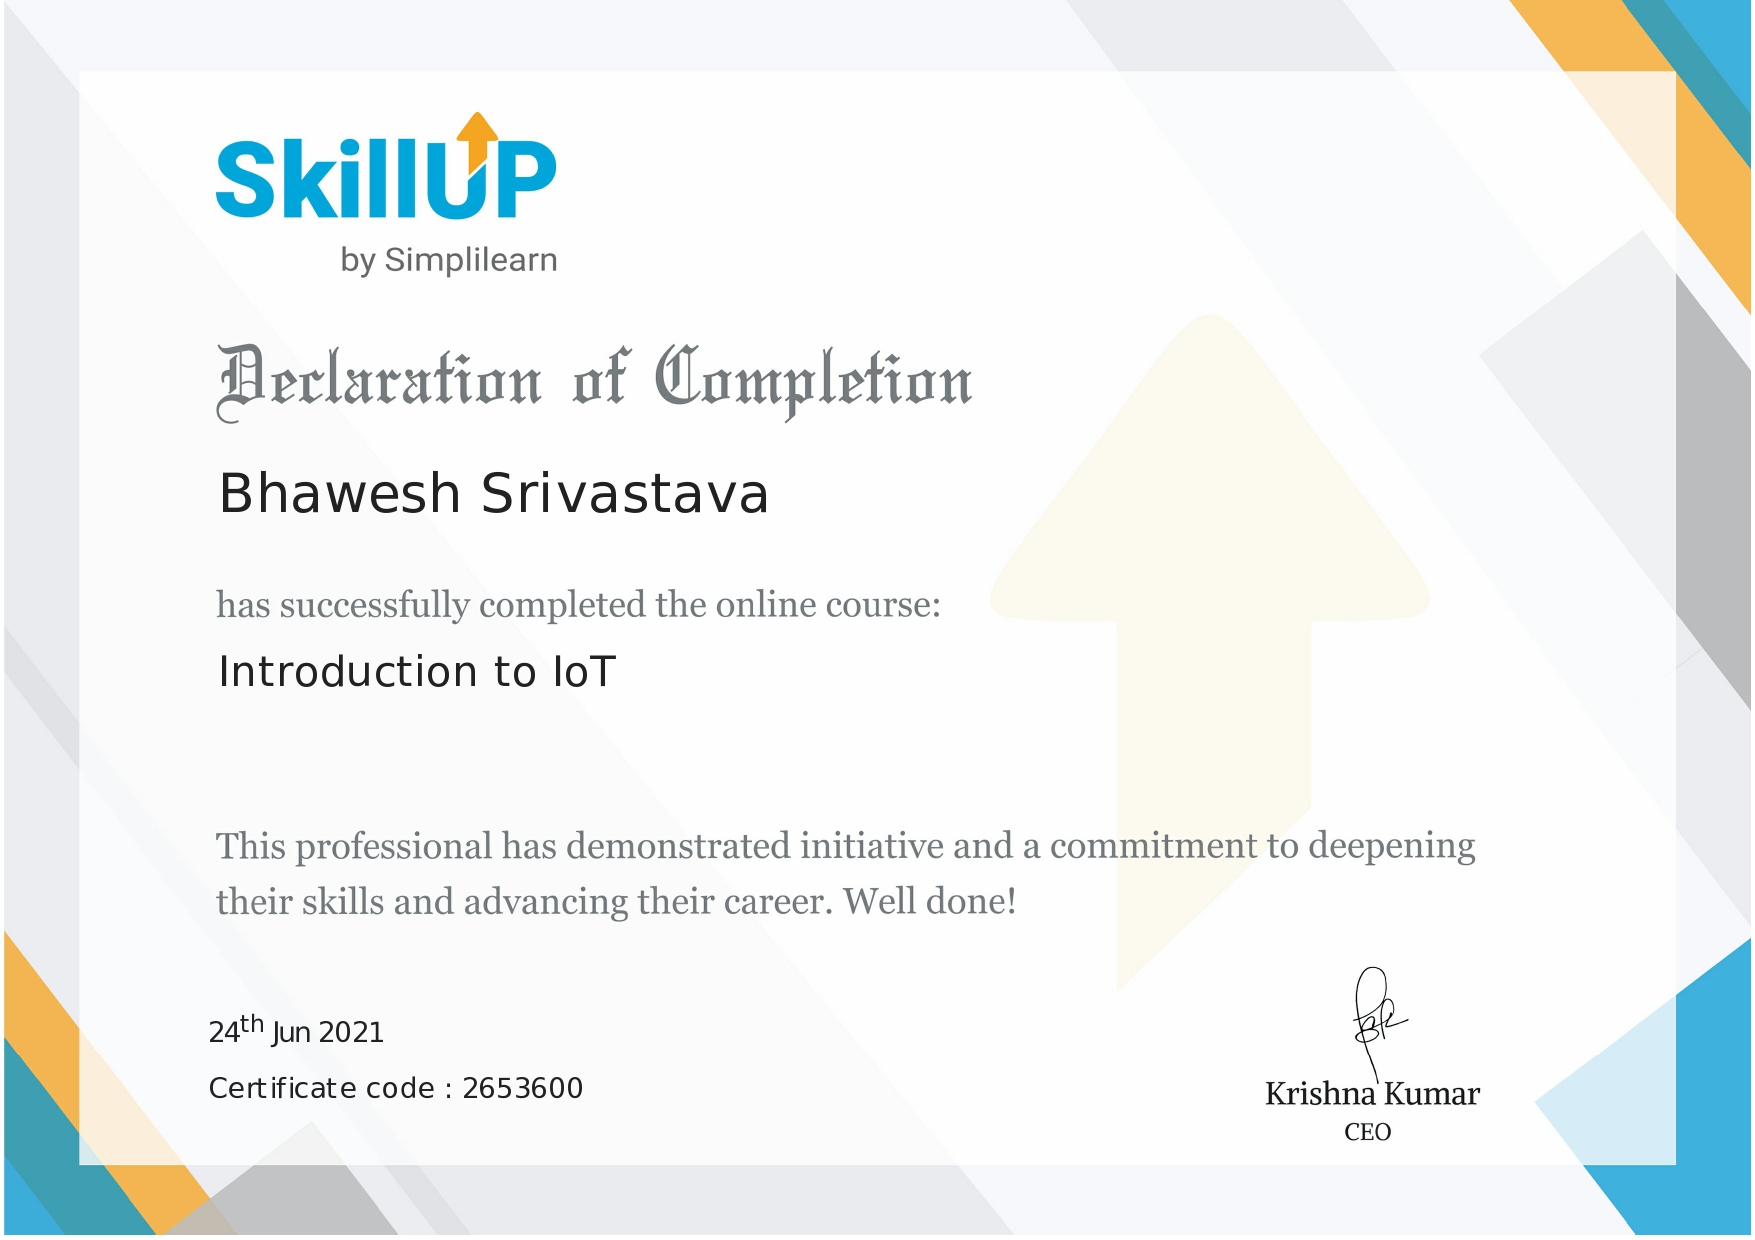 SkillUP
by Simplilearn
Declaration of Completion
Bhawesh Srivastava
has successfully completed the online course:
Introduction to IoT
This professional has demonstrated initiative and a commitment to deepening
their skills and advancing their career. Well done!
24th Jun 2021
Certificate code : 2653600
Krishna Kumar
CEO